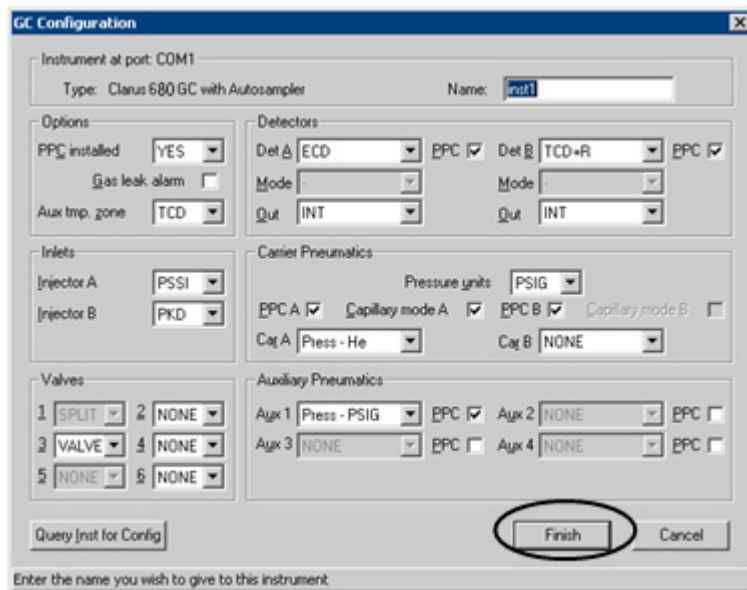 GC Configuration
Instrument at port: COM1
Type: Clarus 680 GC with Autosampler Name: inst1
Options
PPC installed YES
Gas leak alarm
Aux tmp. zone TCD
Detectors
Det A ECD PPC Det B TCD+R PPC
Mode - Mode -
Out INT Out INT
Inlets
Injector A PSSI
Injector B PKD
Carrier Pneumatics
Pressure units PSIG
PPC A Capillary mode A PPC B Capillary mode B
Car A Press - He Car B NONE
Valves
1 SPLIT 2 NONE
3 VALVE 4 NONE
5 NONE 6 NONE
Auxiliary Pneumatics
Aux 1 Press - PSIG PPC Aux 2 NONE PPC
Aux 3 NONE PPC Aux 4 NONE PPC
Query Inst for Config Finish Cancel
Enter the name you wish to give to this instrument